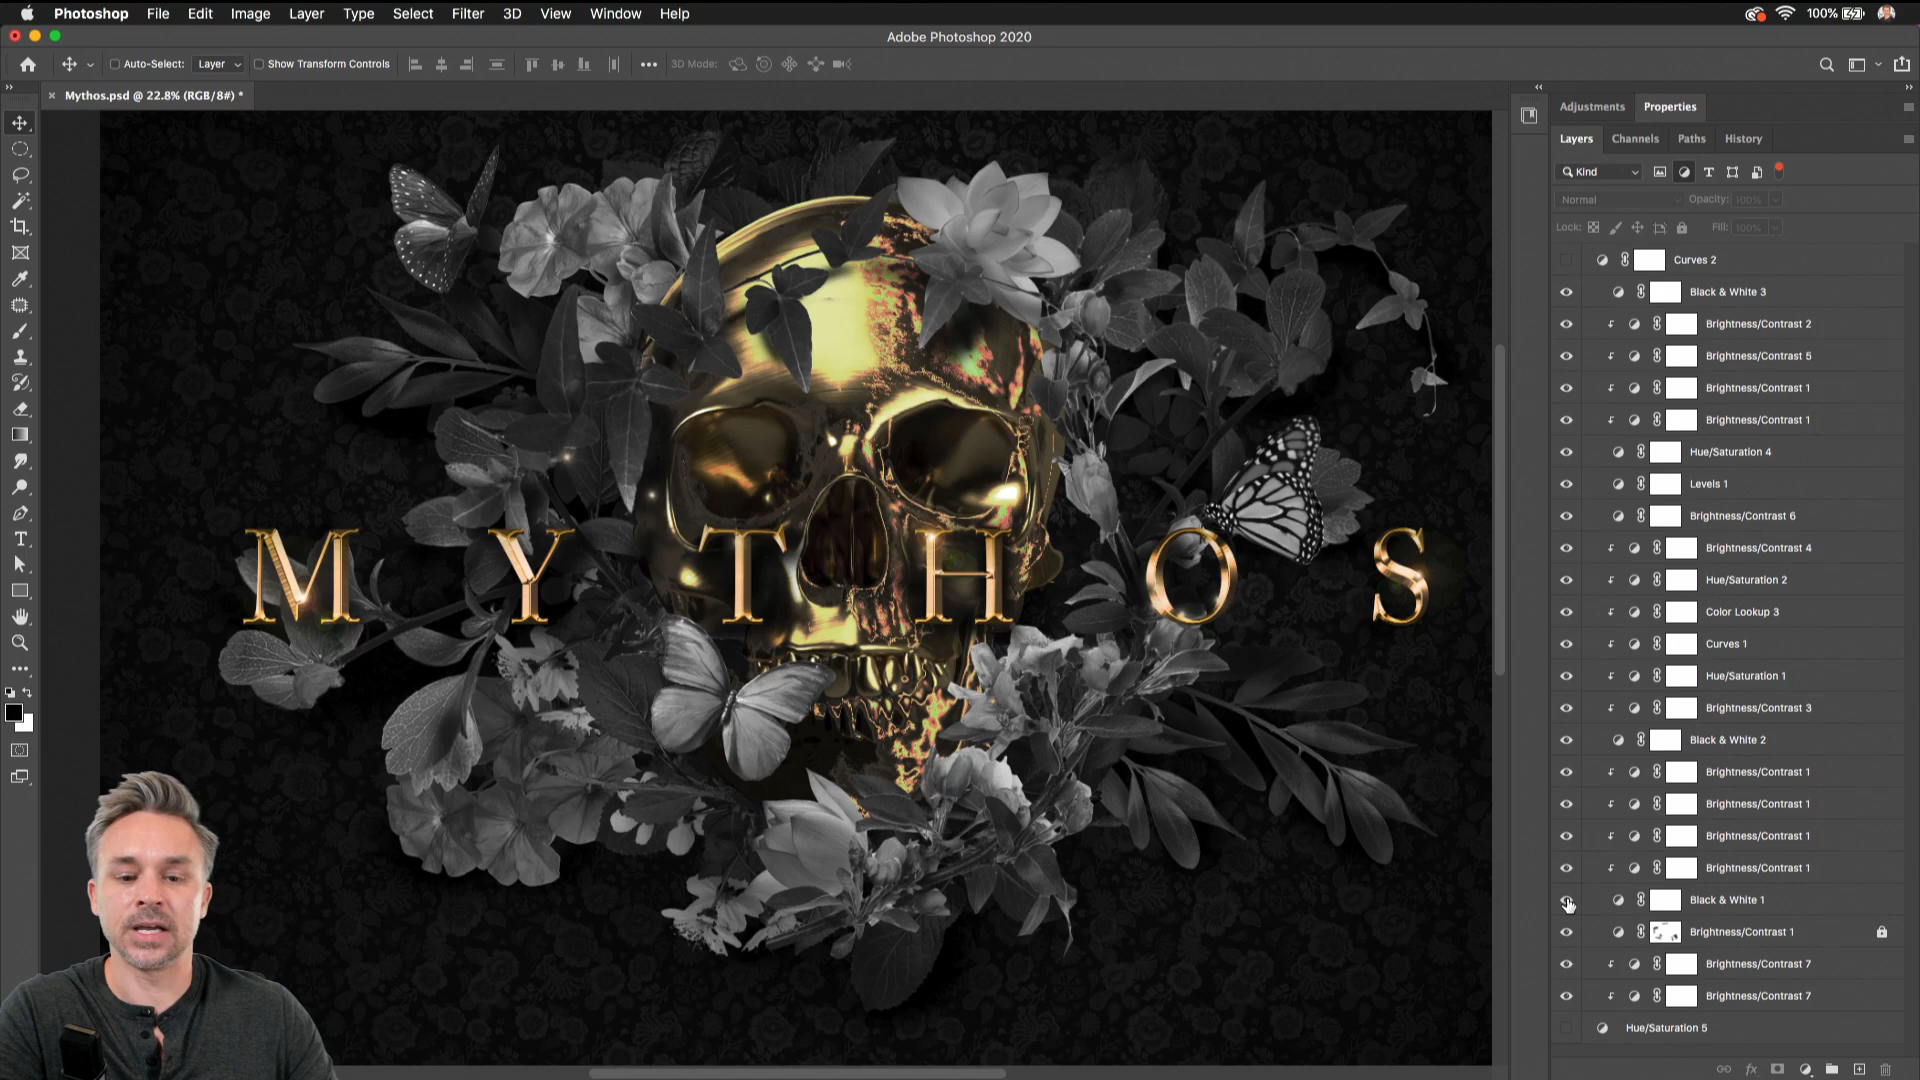 Photoshop File Edit Image Layer Type Select Filter 3D View Window Help 100%
Adobe Photoshop 2020
Auto-Select: Layer Show Transform Controls 3D Mode:
Mythos.psd @ 22.8% (RGB/8#) *
Adjustments Properties
Layers Channels Paths History
Kind
Normal Opacity: 100%
Lock: Fill: 100%
Curves 2
Black & White 3
Brightness/Contrast 2
Brightness/Contrast 5
Brightness/Contrast 1
Brightness/Contrast 1
Hue/Saturation 4
Levels 1
Brightness/Contrast 6
Brightness/Contrast 4
Hue/Saturation 2
Color Lookup 3
Curves 1
Hue/Saturation 1
Brightness/Contrast 3
Black & White 2
Brightness/Contrast 1
Brightness/Contrast 1
Brightness/Contrast 1
Brightness/Contrast 1
Black & White 1
Brightness/Contrast 1
Brightness/Contrast 7
Brightness/Contrast 7
Hue/Saturation 5
MYTHOS